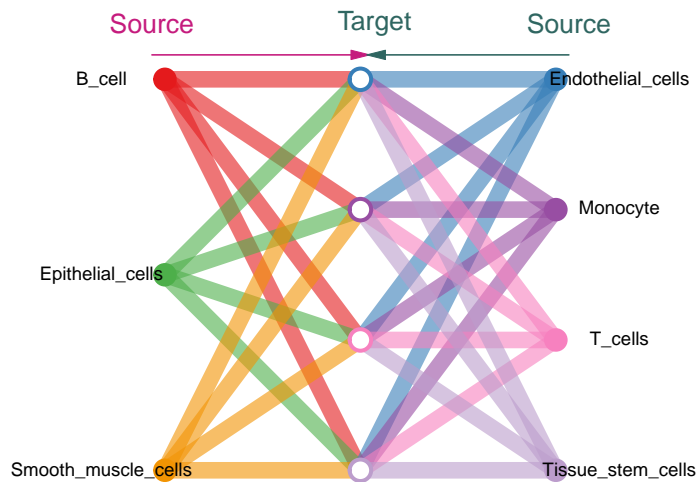 Source Target Source
B_cell Endothelial_cells
Monocyte
Epithelial_cells
T_cells
Smooth_muscle_cells Tissue_stem_cells